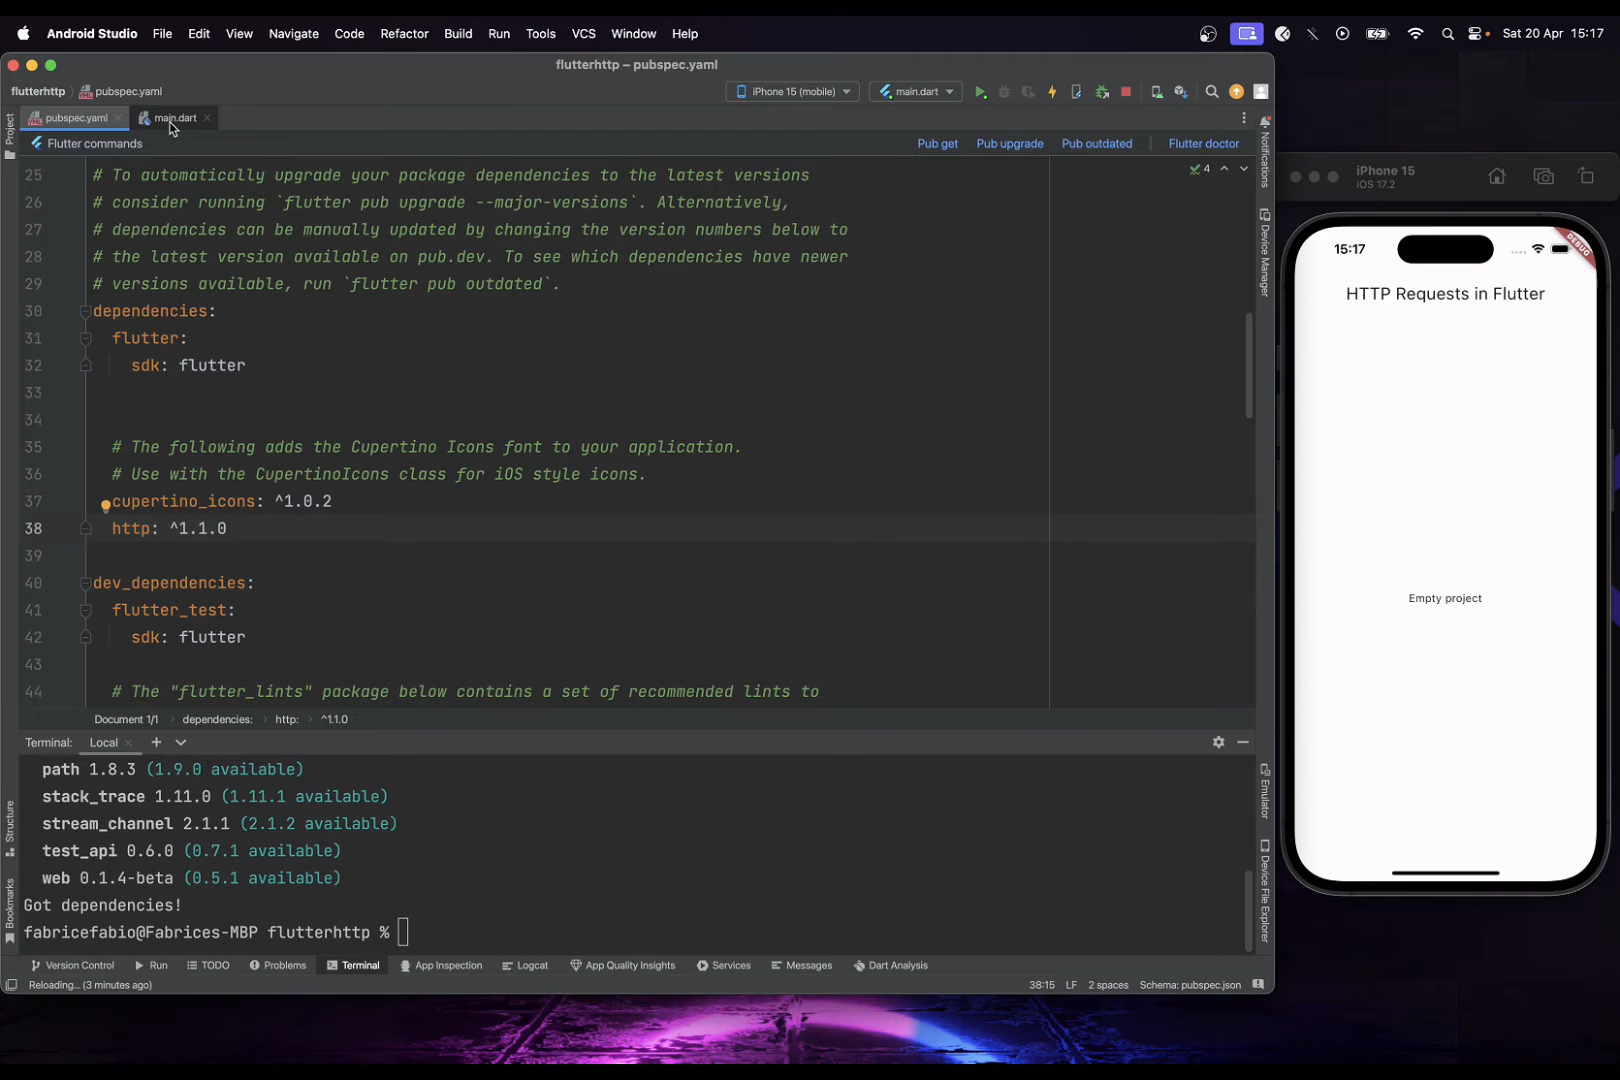 Android Studio File Edit View Navigate Code Refactor Build Run Tools VCS Window Help Sat 20 Apr 15:17
flutterhttp – pubspec.yaml
flutterhttp pubspec.yaml iPhone 15 (mobile) main.dart
pubspec.yaml main.dart
Flutter commands Pub get Pub upgrade Pub outdated Flutter doctor
25 # To automatically upgrade your package dependencies to the latest versions
26 # consider running `flutter pub upgrade --major-versions`. Alternatively,
27 # dependencies can be manually updated by changing the version numbers below to
28 # the latest version available on pub.dev. To see which dependencies have newer
29 # versions available, run `flutter pub outdated`.
30 dependencies:
31 flutter:
32 sdk: flutter
33
34
35 # The following adds the Cupertino Icons font to your application.
36 # Use with the CupertinoIcons class for iOS style icons.
37 cupertino_icons: ^1.0.2
38 http: ^1.1.0
39
40 dev_dependencies:
41 flutter_test:
42 sdk: flutter
43
44 # The "flutter_lints" package below contains a set of recommended lints to
4
Document 1/1 dependencies: http: ^1.1.0
Terminal: Local
path 1.8.3 (1.9.0 available)
stack_trace 1.11.0 (1.11.1 available)
stream_channel 2.1.1 (2.1.2 available)
test_api 0.6.0 (0.7.1 available)
web 0.1.4-beta (0.5.1 available)
Got dependencies!
fabricefabio@Fabrices-MBP flutterhttp %
Version Control Run TODO Problems Terminal App Inspection Logcat App Quality Insights Services Messages Dart Analysis
Reloading... (3 minutes ago) 38:15 LF 2 spaces Schema: pubspec.json
Project
Structure
Bookmarks
Notifications
Device Manager
Emulator
Device File Explorer
iPhone 15
iOS 17.2
15:17
DEBUG
HTTP Requests in Flutter
Empty project